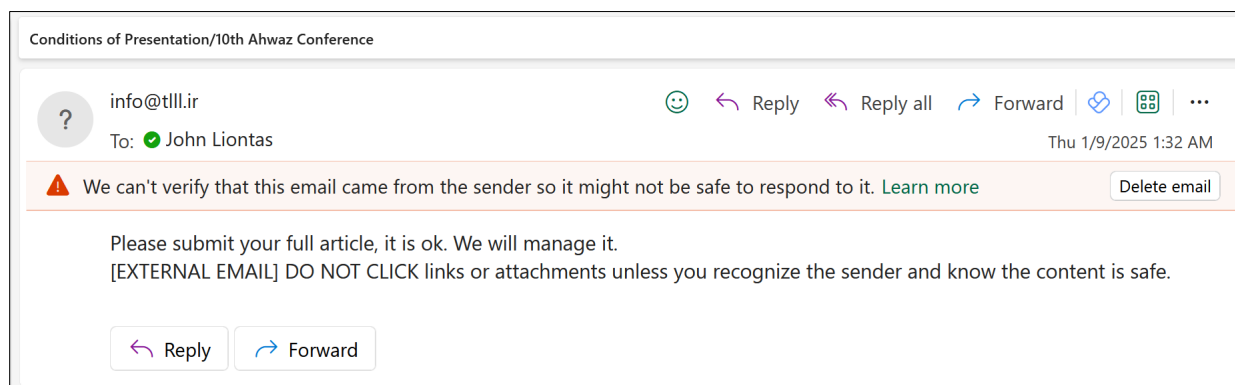 Conditions of Presentation/10th Ahwaz Conference
?
info@tlll.ir
Reply
Reply all
Forward
To: John Liontas
Thu 1/9/2025 1:32 AM
We can't verify that this email came from the sender so it might not be safe to respond to it. Learn more
Delete email
Please submit your full article, it is ok. We will manage it.
[EXTERNAL EMAIL] DO NOT CLICK links or attachments unless you recognize the sender and know the content is safe.
Reply
Forward